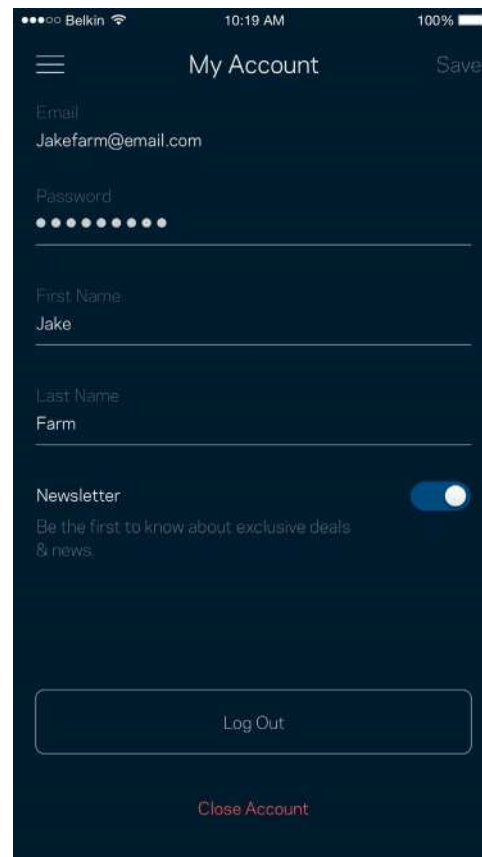 Belkin 10:19 AM 100%
My Account Save
Email
Jakefarm@email.com
Password
●●●●●●●●●
First Name
Jake
Last Name
Farm
Newsletter
Be the first to know about exclusive deals
& news.
Log Out
Close Account